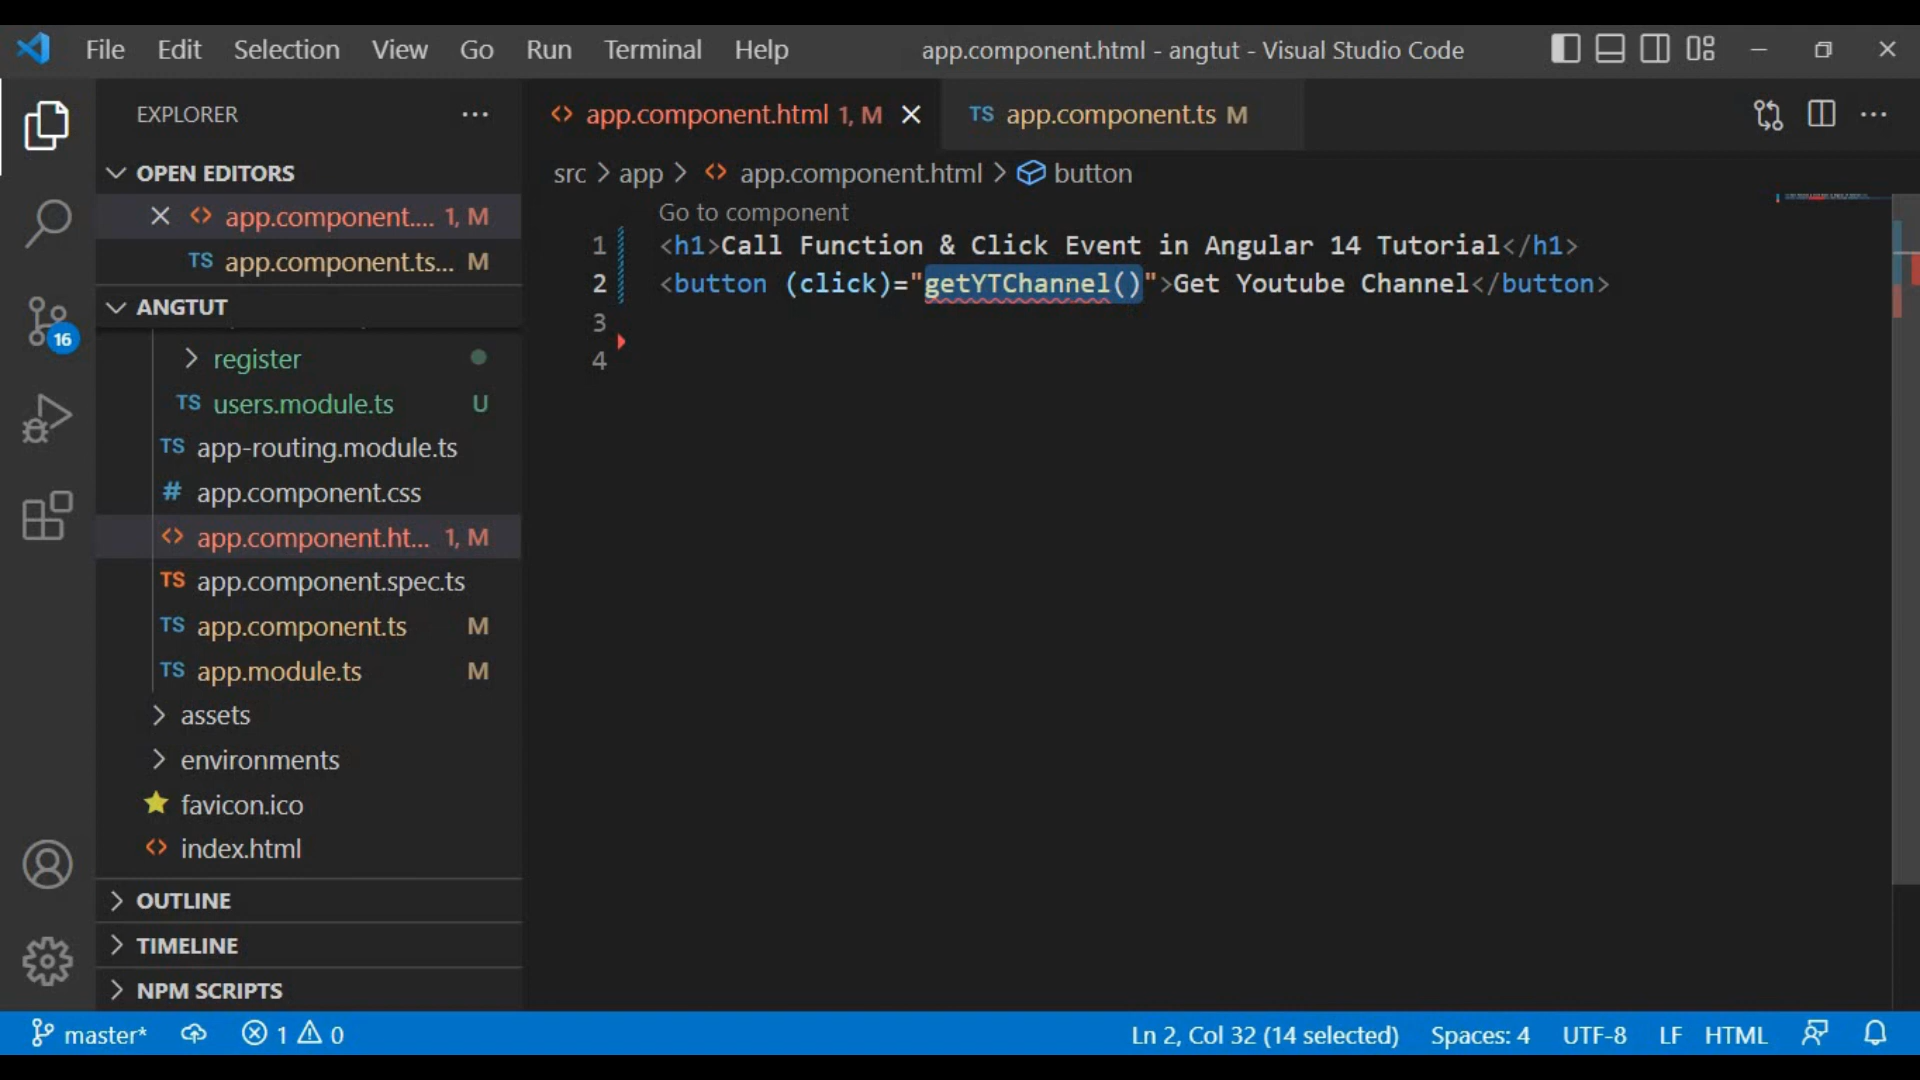 File Edit Selection View Go Run Terminal Help app.component.html - angtut - Visual Studio Code
EXPLORER
OPEN EDITORS
app.component.... 1, M
TS app.component.ts... M
ANGTUT
register
TS users.module.ts U
TS app-routing.module.ts
# app.component.css
<> app.component.ht... 1, M
TS app.component.spec.ts
TS app.component.ts M
TS app.module.ts M
assets
environments
favicon.ico
<> index.html
OUTLINE
TIMELINE
NPM SCRIPTS
16
<> app.component.html 1, M
TS app.component.ts M
src > app > <> app.component.html > button
Go to component
1 <h1>Call Function & Click Event in Angular 14 Tutorial</h1>
2 <button (click)="getYTChannel()">Get Youtube Channel</button>
3
4
master* 1 0 Ln 2, Col 32 (14 selected) Spaces: 4 UTF-8 LF HTML